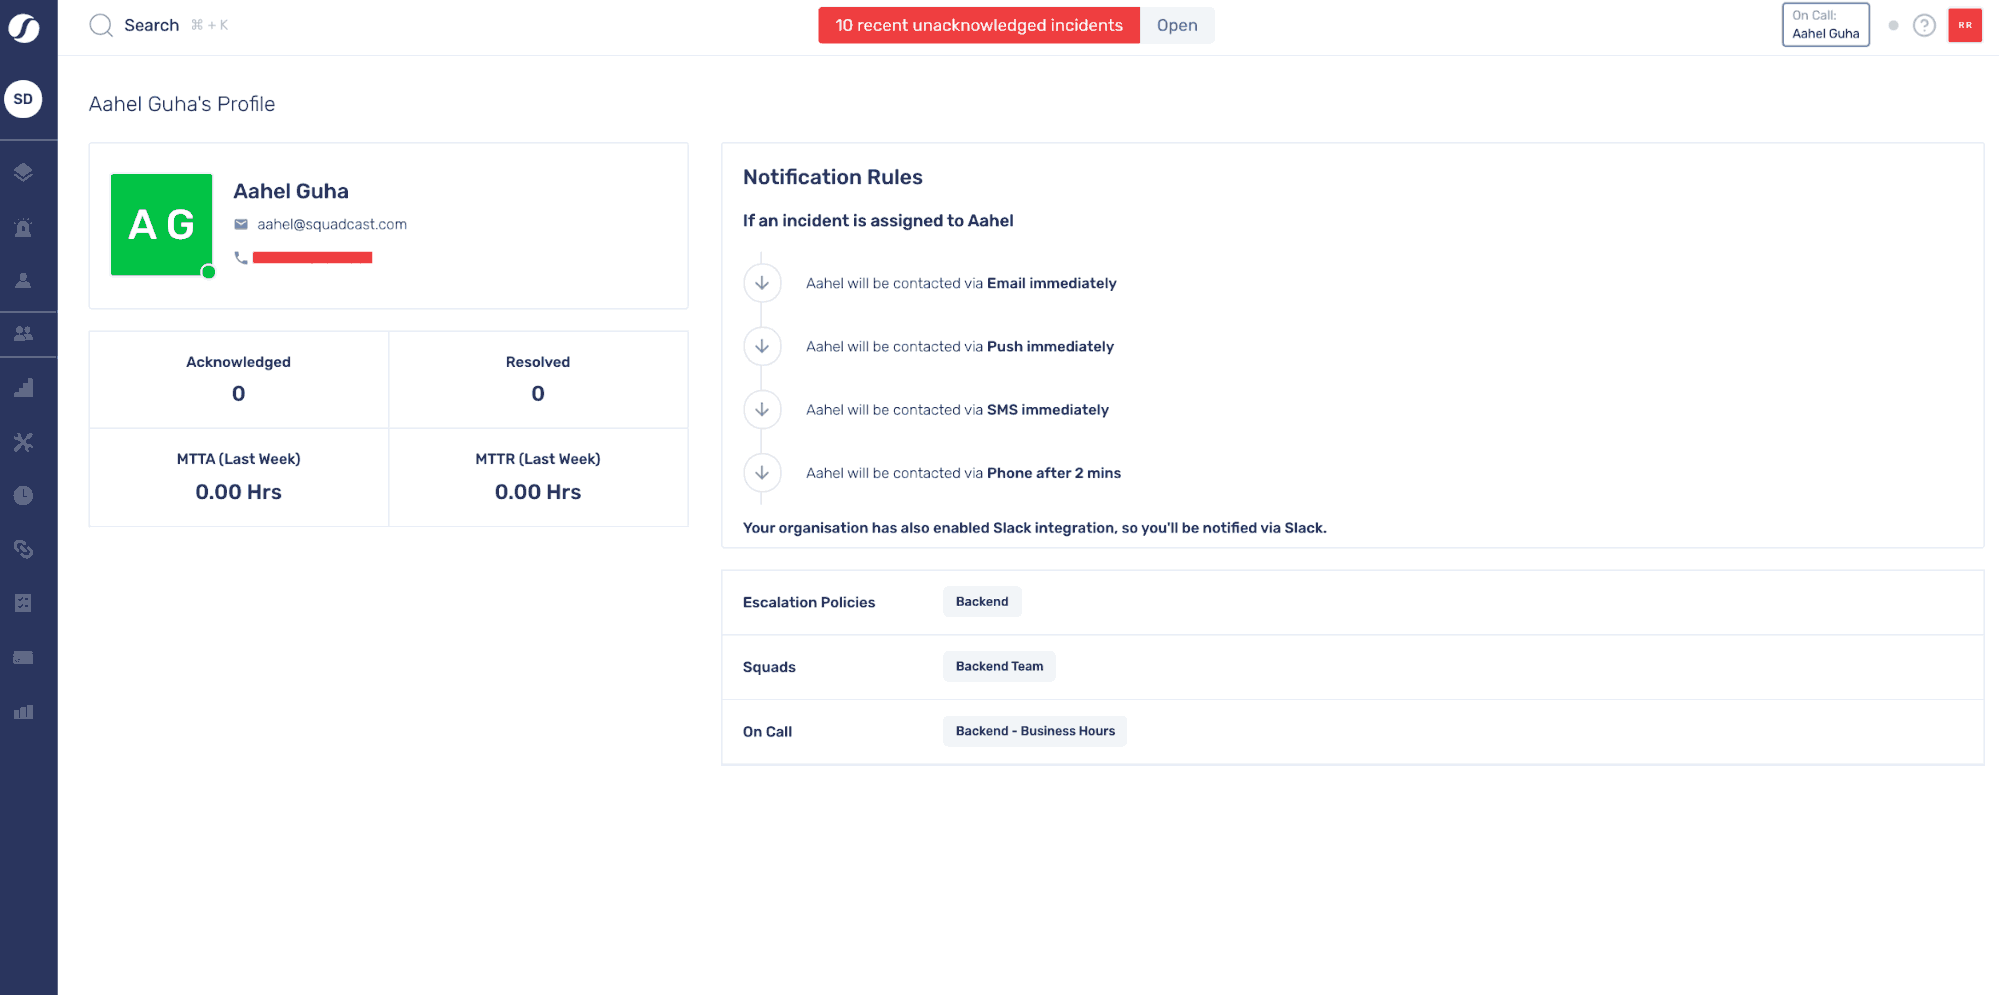 Search ⌘ + K
10 recent unacknowledged incidents
Open
On Call:
Aahel Guha
RR
SD
Aahel Guha's Profile
A G
Aahel Guha
aahel@squadcast.com
Acknowledged
0
Resolved
0
MTTA (Last Week)
0.00 Hrs
MTTR (Last Week)
0.00 Hrs
Notification Rules
If an incident is assigned to Aahel
Aahel will be contacted via Email immediately
Aahel will be contacted via Push immediately
Aahel will be contacted via SMS immediately
Aahel will be contacted via Phone after 2 mins
Your organisation has also enabled Slack integration, so you'll be notified via Slack.
Escalation Policies
Backend
Squads
Backend Team
On Call
Backend - Business Hours